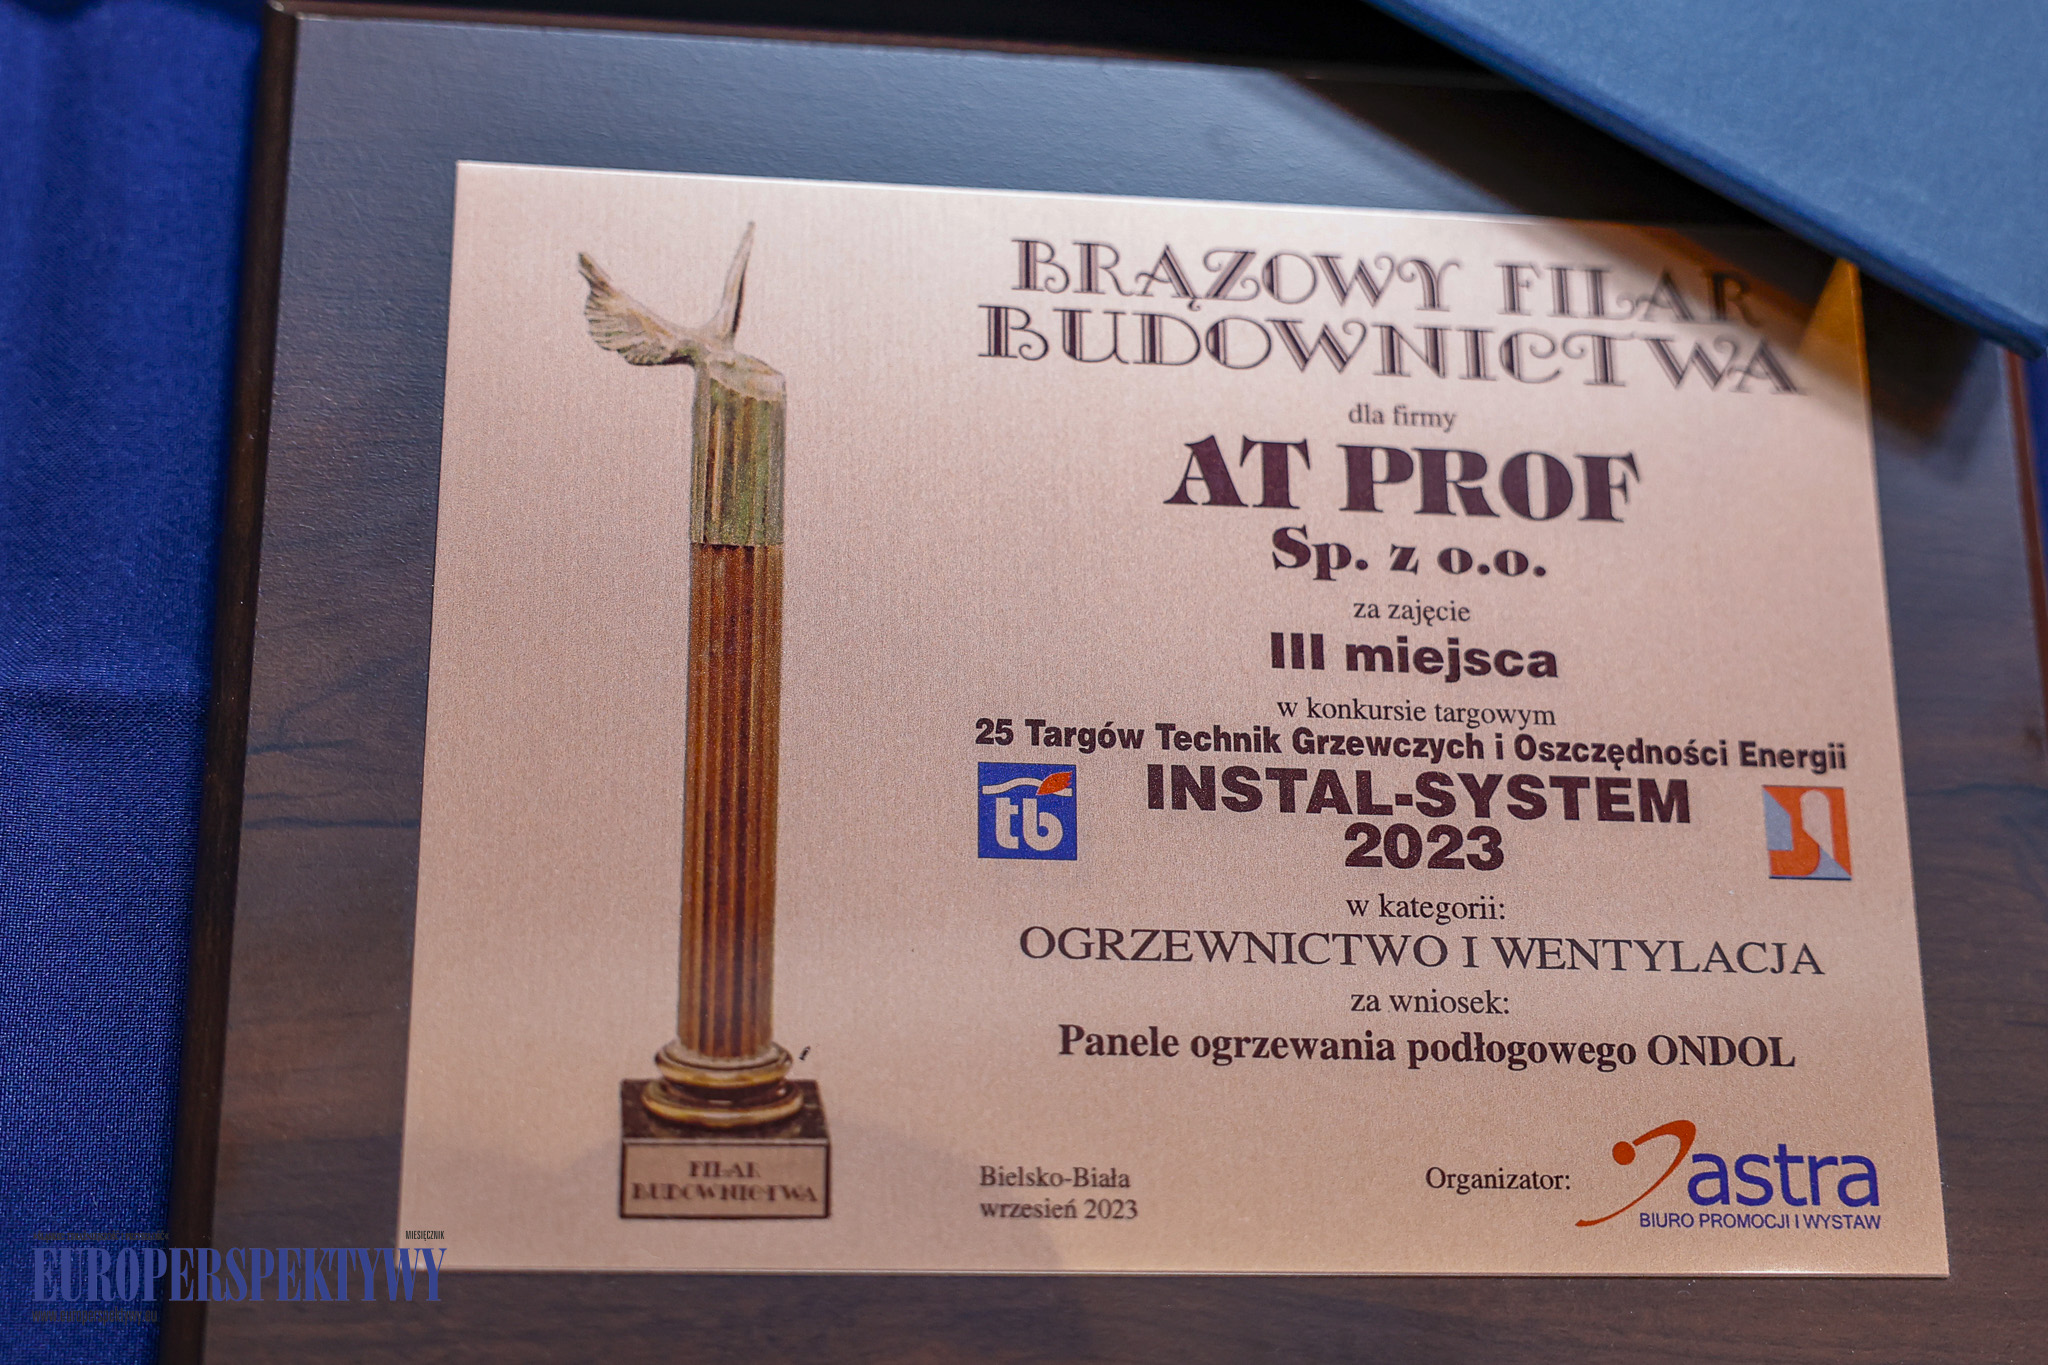 BRĄZOWY FILAR
BUDOWNICTWA
dla firmy
AT PROF
Sp. z o.o.
za zajęcie
III miejsca
w konkursie targowym
25 Targów Technik Grzewczych i Oszczędności Energii
tb
INSTAL-SYSTEM
2023
w kategorii:
OGRZEWNICTWO I WENTYLACJA
za wniosek:
Panele ogrzewania podłogowego ONDOL
FILAR
BUDOWNICTWA
Bielsko-Biała
wrzesień 2023
Organizator:
astra
BIURO PROMOCJI I WYSTAW
MIESIĘCZNIK
EUROPERSPEKTYWY